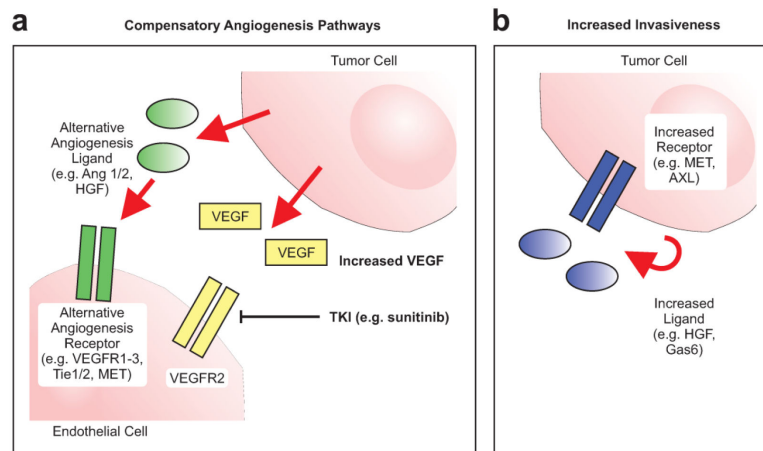 a
Compensatory Angiogenesis Pathways
Tumor Cell
Alternative
Angiogenesis
Ligand
(e.g. Ang 1/2,
HGF)
VEGF
VEGF
Increased VEGF
TKI (e.g. sunitinib)
Alternative
Angiogenesis
Receptor
(e.g. VEGFR1-3,
Tie1/2, MET)
VEGFR2
Endothelial Cell
b
Increased Invasiveness
Tumor Cell
Increased
Receptor
(e.g. MET,
AXL)
Increased
Ligand
(e.g. HGF,
Gas6)